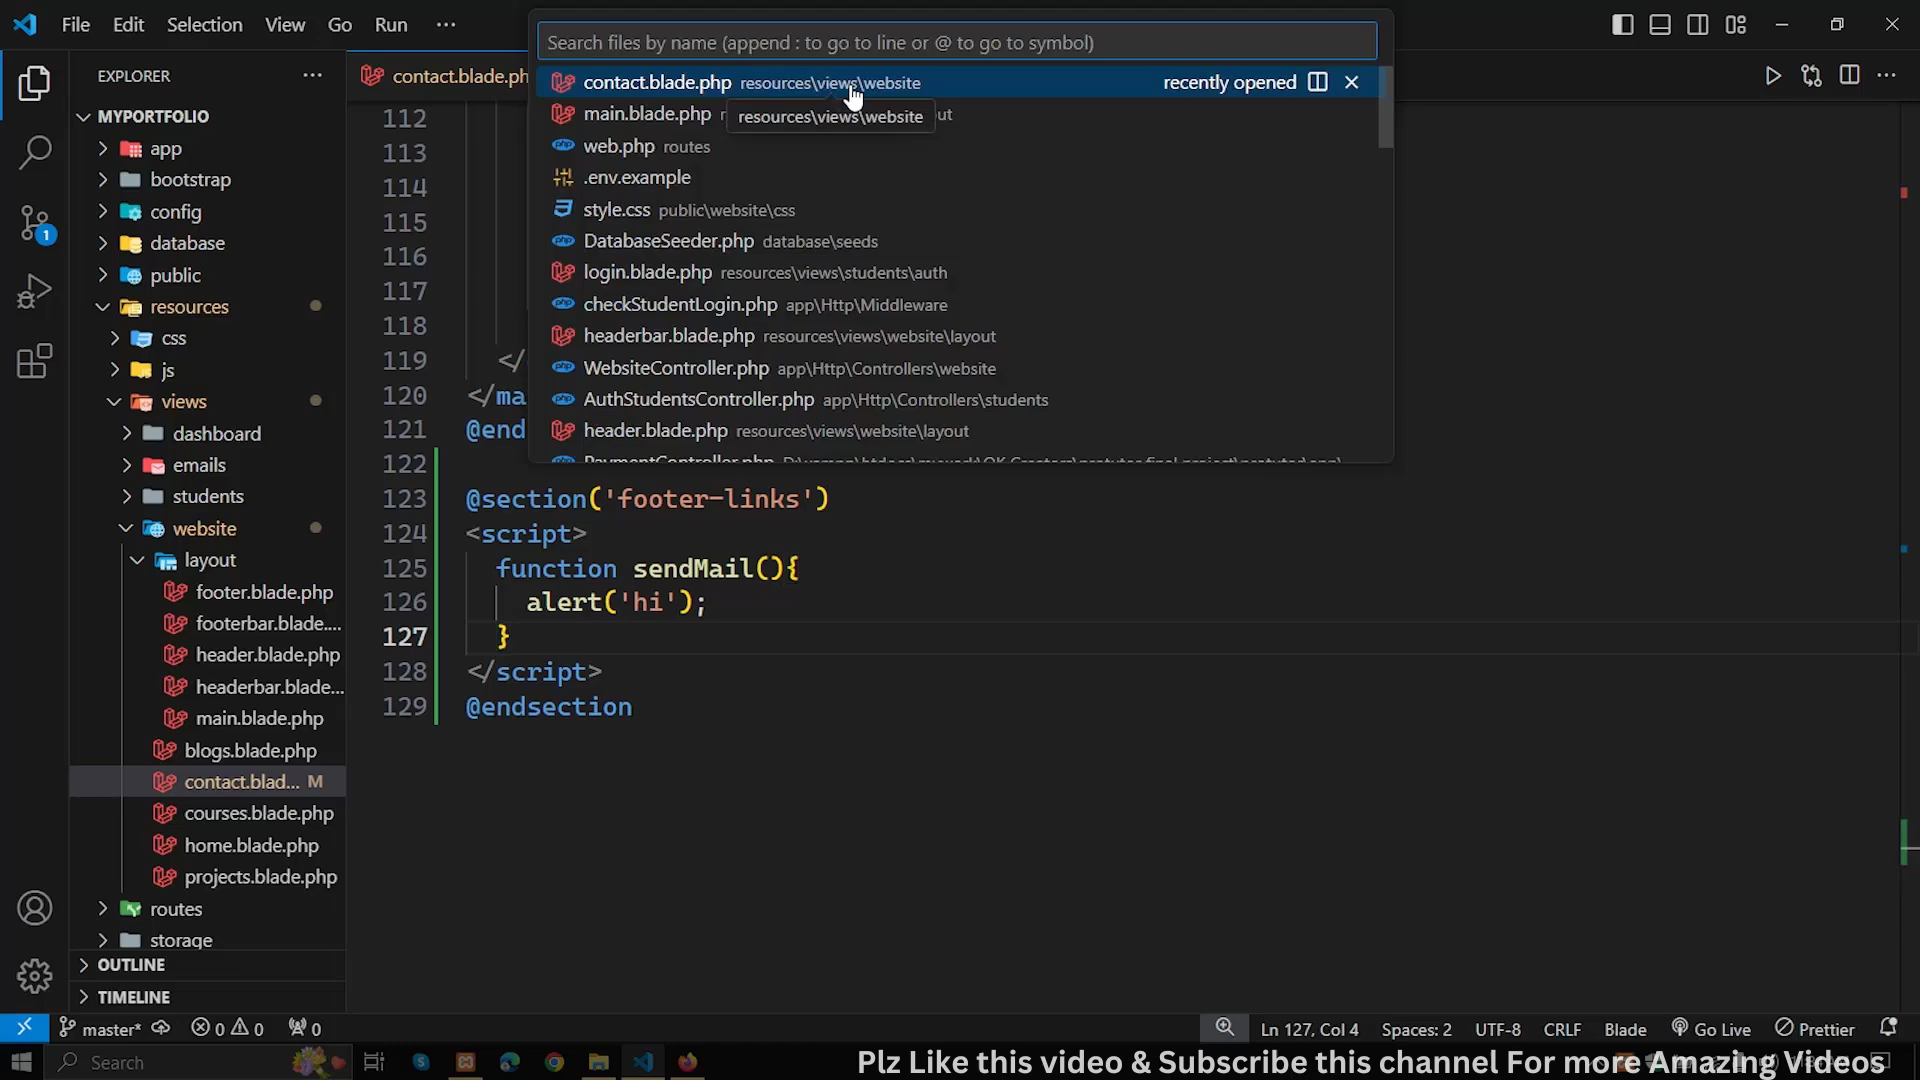 File Edit Selection View Go Run ···
Search files by name (append : to go to line or @ to go to symbol)
EXPLORER
MYPORTFOLIO
app
bootstrap
config
database
public
resources
css
js
views
dashboard
emails
students
website
layout
footer.blade.php
footerbar.blade....
header.blade.php
headerbar.blade...
main.blade.php
blogs.blade.php
contact.blad... M
courses.blade.php
home.blade.php
projects.blade.php
routes
storage
OUTLINE
TIMELINE
1
contact.blade.ph
contact.blade.php resources\views\website recently opened
main.blade.php
resources\views\website
web.php routes
.env.example
style.css public\website\css
DatabaseSeeder.php database\seeds
login.blade.php resources\views\students\auth
checkStudentLogin.php app\Http\Middleware
headerbar.blade.php resources\views\website\layout
WebsiteController.php app\Http\Controllers\website
AuthStudentsController.php app\Http\Controllers\students
header.blade.php resources\views\website\layout
112
113
114
115
116
117
118
119 </
120 </ma
121 @end
122
123 @section('footer-links')
124 <script>
125 function sendMail(){
126 alert('hi');
127 }
128 </script>
129 @endsection
master* 0 0 0
Ln 127, Col 4 Spaces: 2 UTF-8 CRLF Blade Go Live Prettier
Search
Plz Like this video & Subscribe this channel For more Amazing Videos